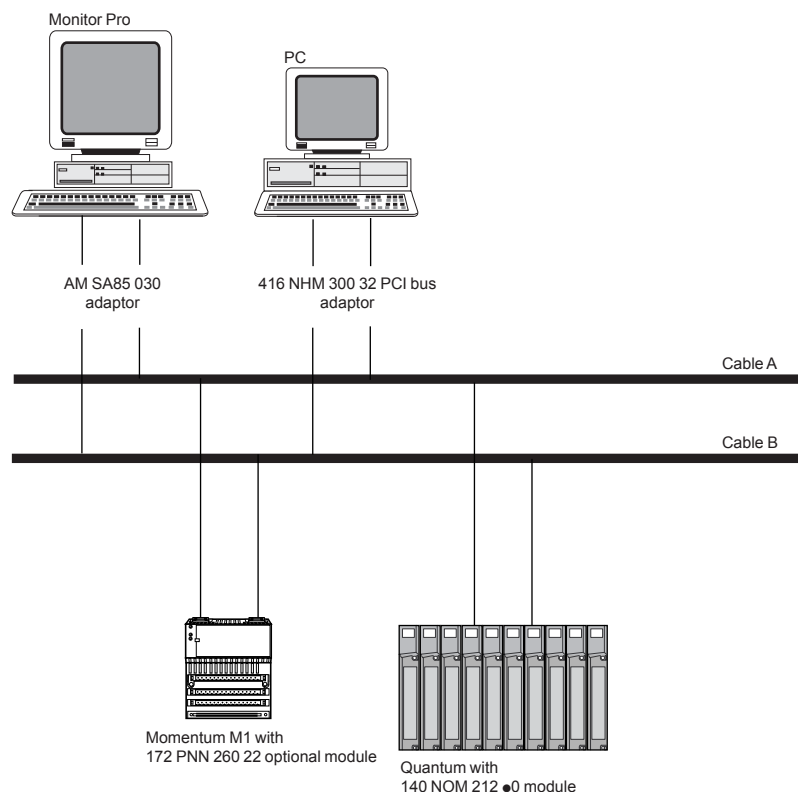 Monitor Pro
PC
AM SA85 030
adaptor
416 NHM 300 32 PCI bus
adaptor
Cable A
Cable B
Momentum M1 with
172 PNN 260 22 optional module
Quantum with
140 NOM 212 ●0 module